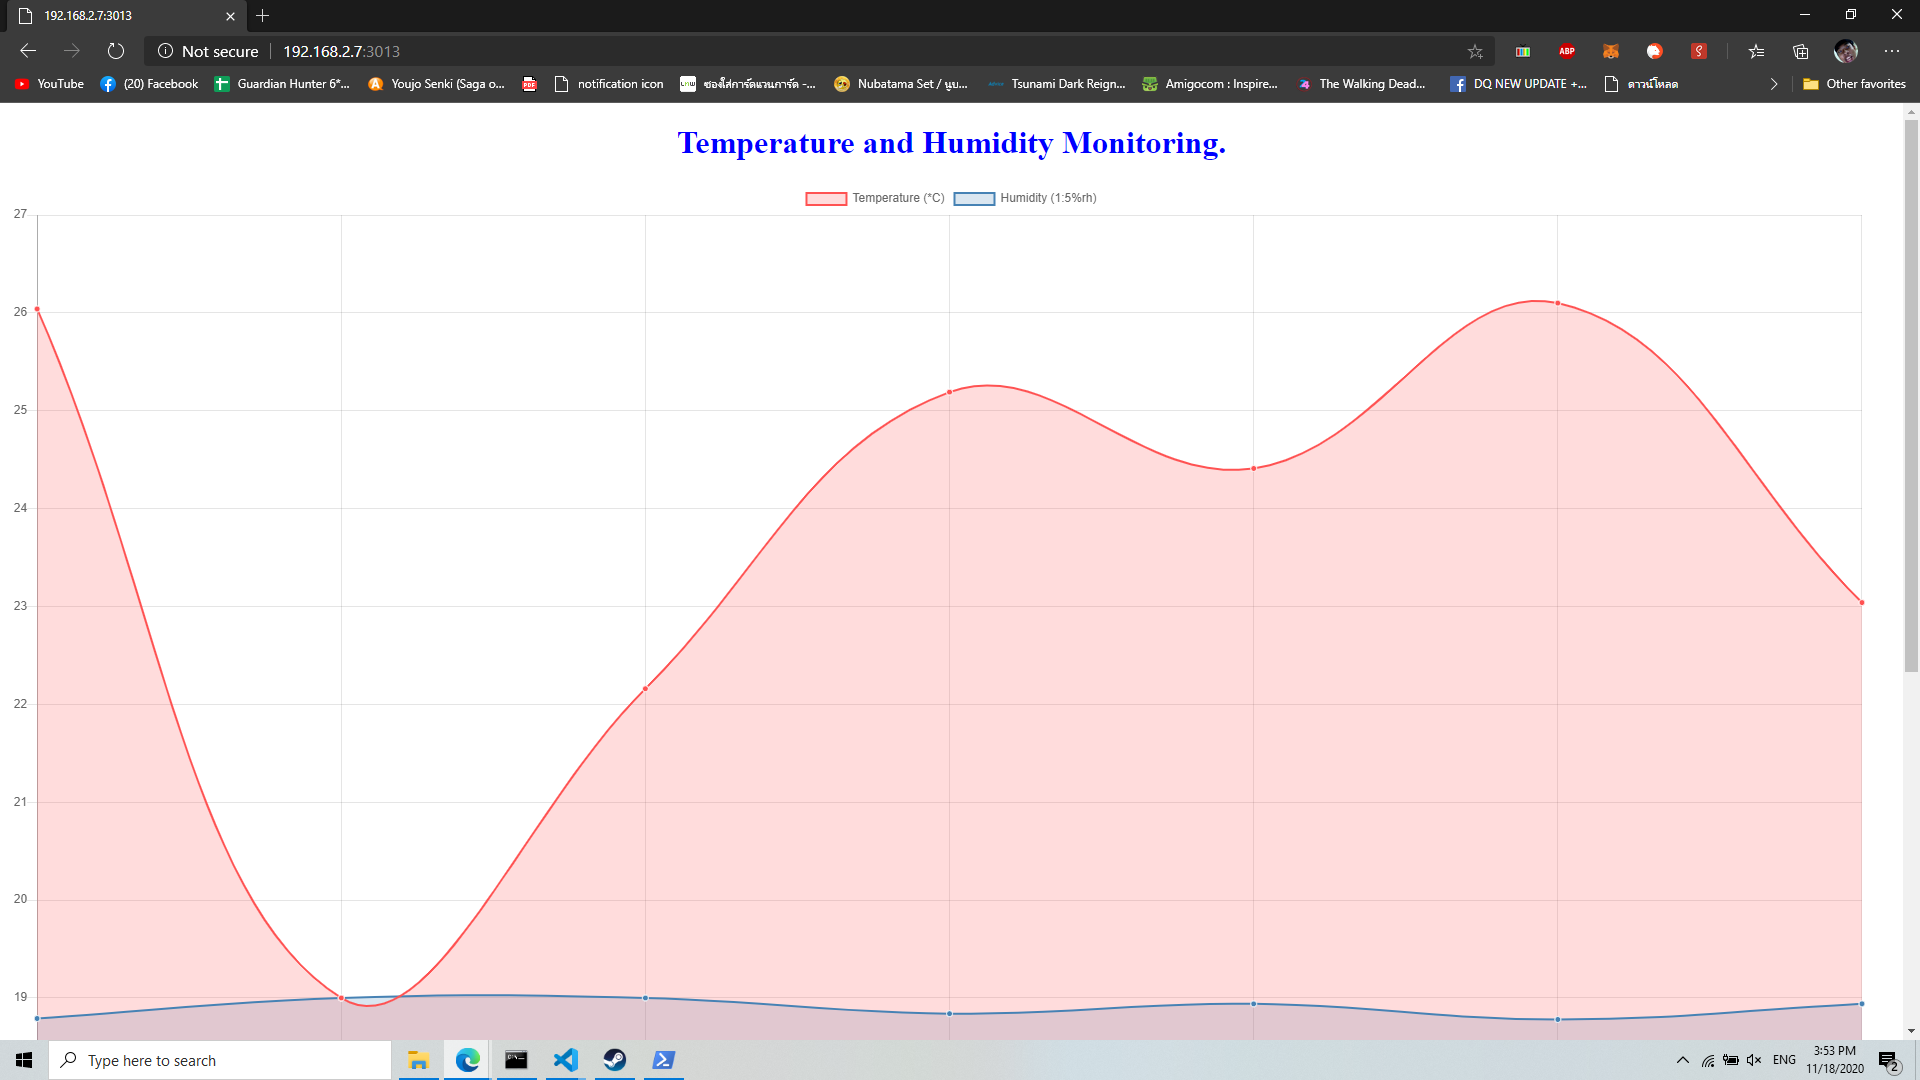 192.168.2.7:3013
Not secure 192.168.2.7:3013
ABP
YouTube (20) Facebook Guardian Hunter 6*... Youjo Senki (Saga o... PDF notification icon ซองใส่การ์ดแวนการ์ด -... Nubatama Set / นูบ... Tsunami Dark Reign... Amigocom : Inspire... The Walking Dead... DQ NEW UPDATE +... ดาวน์โหลด Other favorites
Temperature and Humidity Monitoring.
Temperature (*C) Humidity (1:5%rh)
27
26
25
24
23
22
21
20
19
Type here to search
ENG
3:53 PM
11/18/2020
2